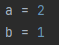 a = 2
b = 1